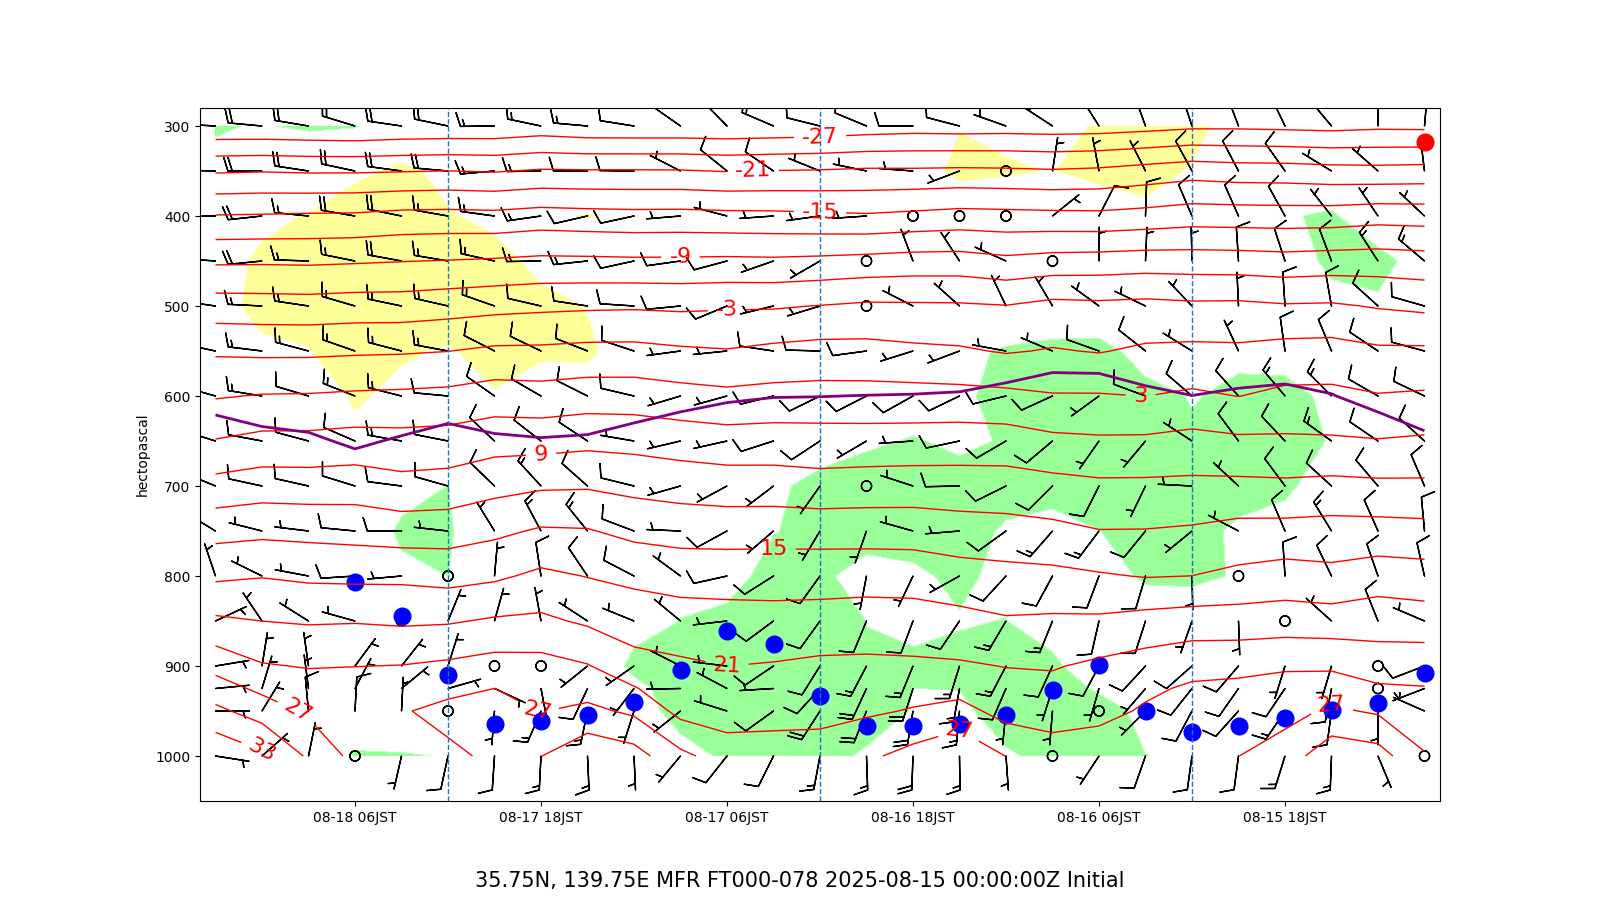 300
400
500
600
700
800
900
1000
hectopascal
-27
-21
-15
-9
-3
3
9
15
21
27
27
27
27
33
08-18 06JST
08-17 18JST
08-17 06JST
08-16 18JST
08-16 06JST
08-15 18JST
35.75N, 139.75E MFR FT000-078 2025-08-15 00:00:00Z Initial